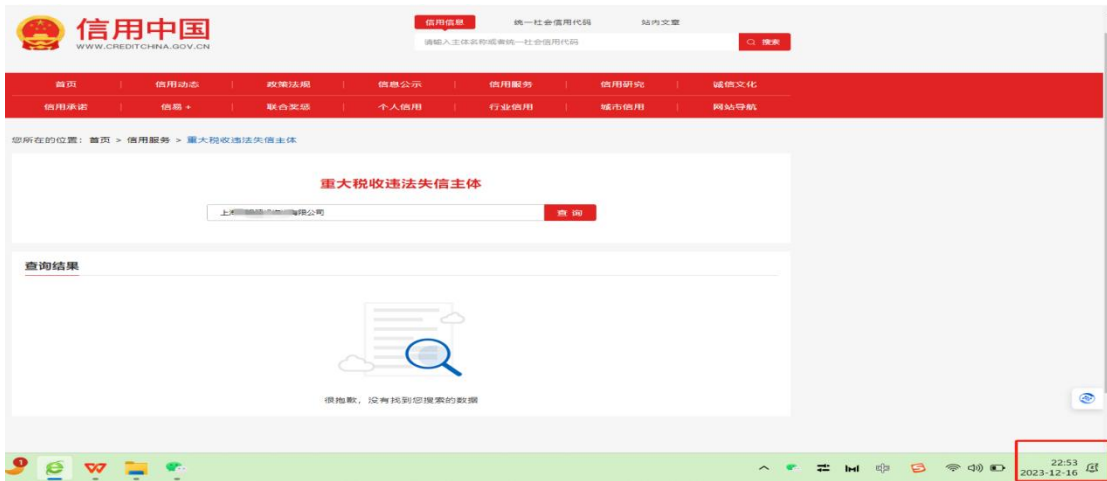 信用中国
WWW.CREDITCHINA.GOV.CN
信用信息 统一社会信用代码 站内文章
请输入主体名称或者统一社会信用代码 搜索
首页 信用动态 政策法规 信息公示 信用服务 信用研究 诚信文化
信用承诺 信易+ 联合奖惩 个人信用 行业信用 城市信用 网站导航
您所在的位置: 首页 > 信用服务 > 重大税收违法失信主体
重大税收违法失信主体
上 有限公司 查 询
查询结果
很抱歉, 没有找到您搜索的数据
1
中
22:53
2023-12-16